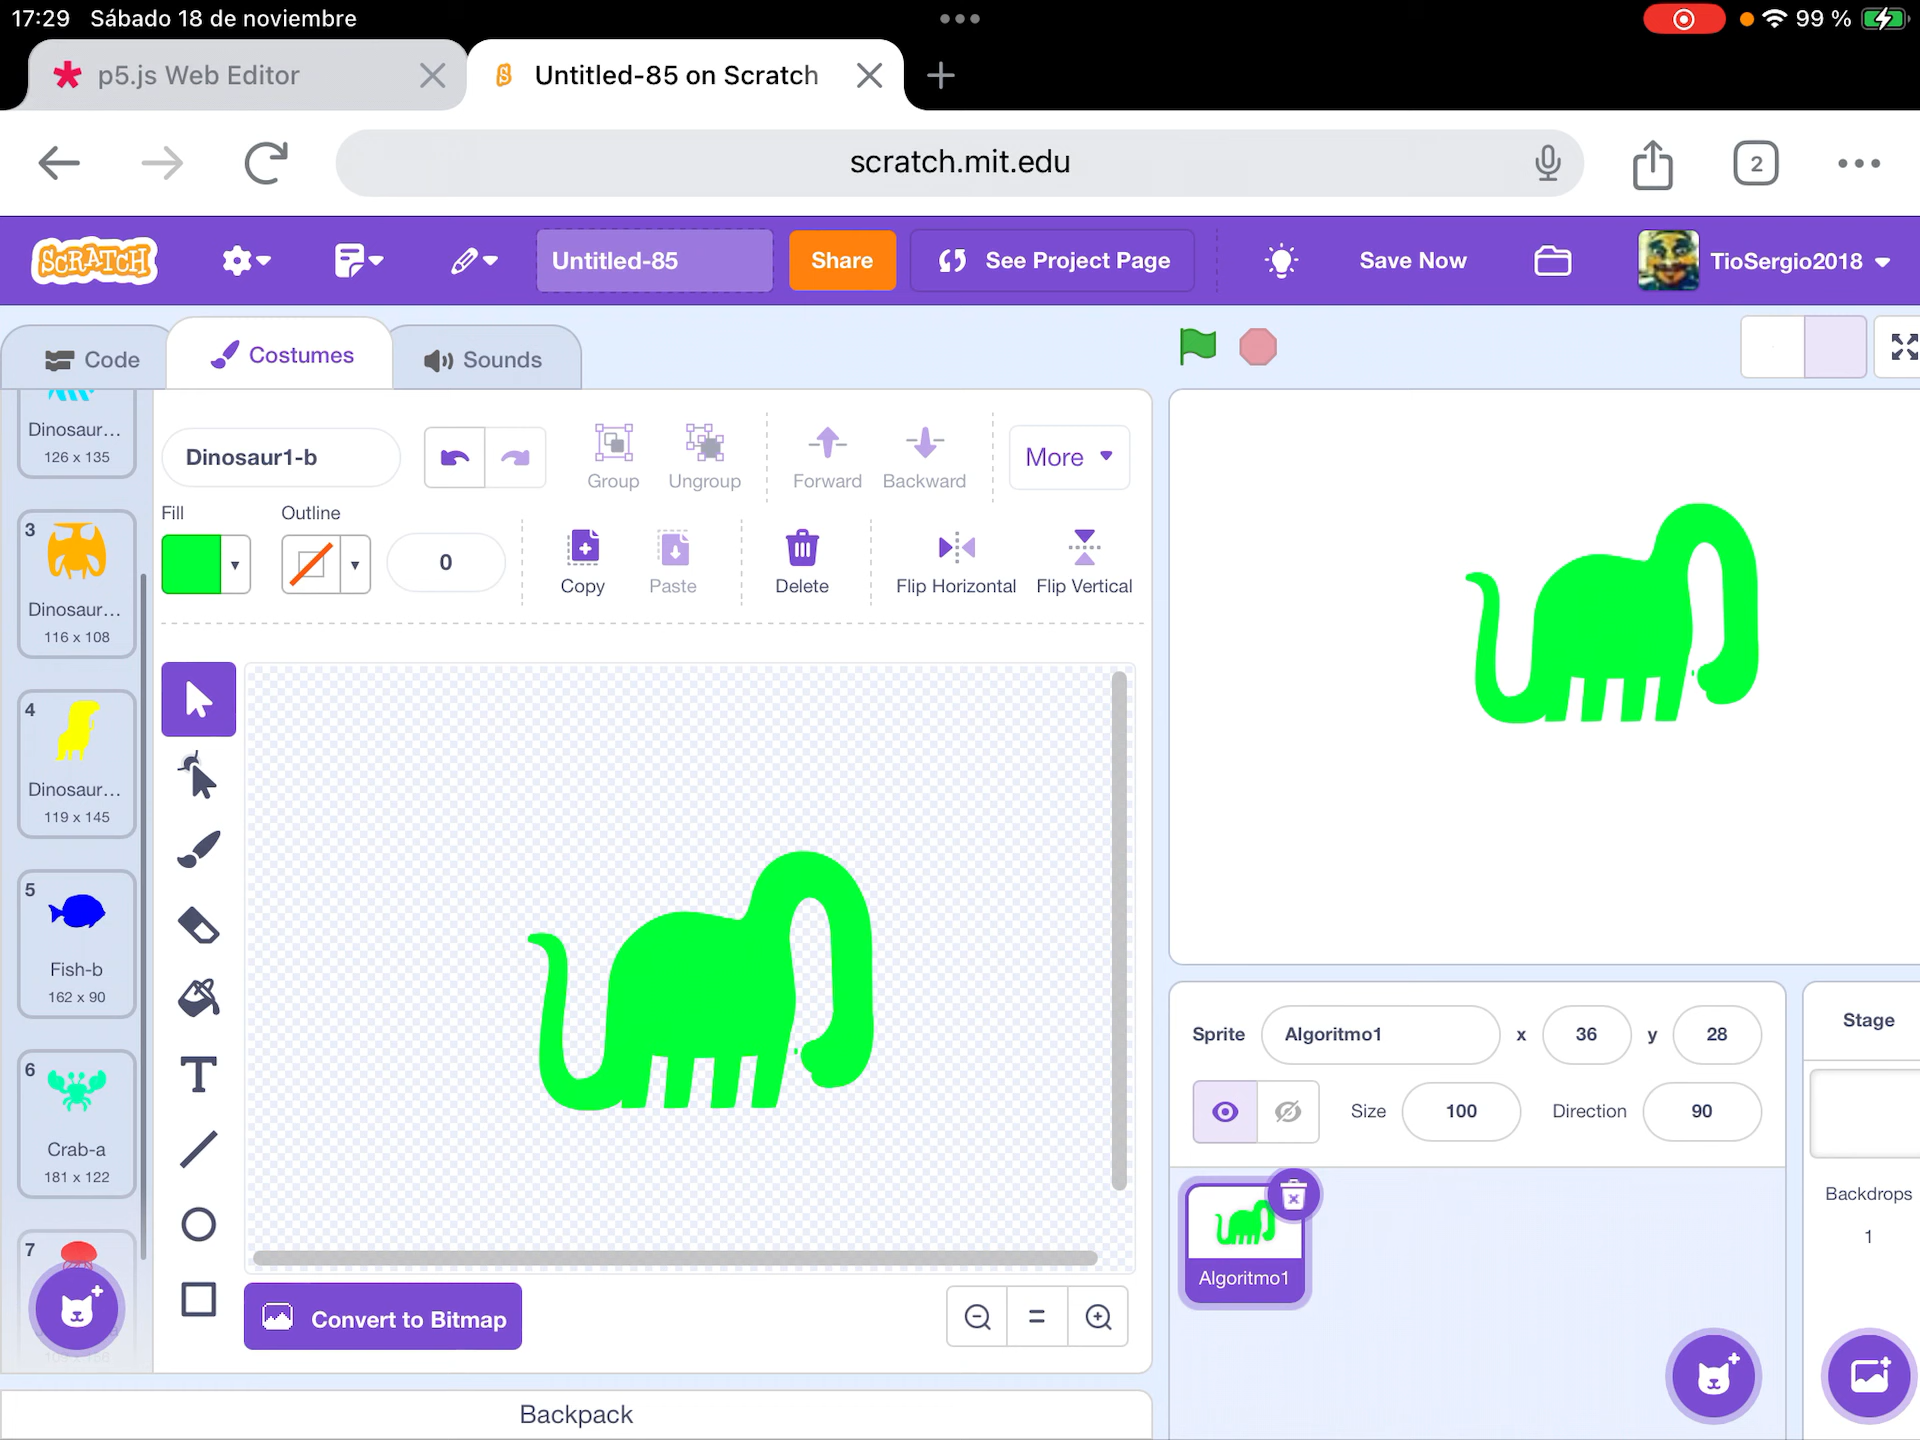 17:29 Sábado 18 de noviembre
99 %
p5.js Web Editor
Untitled-85 on Scratch
scratch.mit.edu
2
SCRATCH
Untitled-85
Share
See Project Page
Save Now
TioSergio2018
Code
Costumes
Sounds
Dinosaur...
126 x 135
3
Dinosaur...
116 x 108
4
Dinosaur...
119 x 145
5
Fish-b
162 x 90
6
Crab-a
181 x 122
7
Dinosaur1-b
Group
Ungroup
Forward
Backward
More
Fill
Outline
0
Copy
Paste
Delete
Flip Horizontal
Flip Vertical
T
Convert to Bitmap
Backpack
Sprite
Algoritmo1
x
36
y
28
Size
100
Direction
90
Algoritmo1
Stage
Backdrops
1